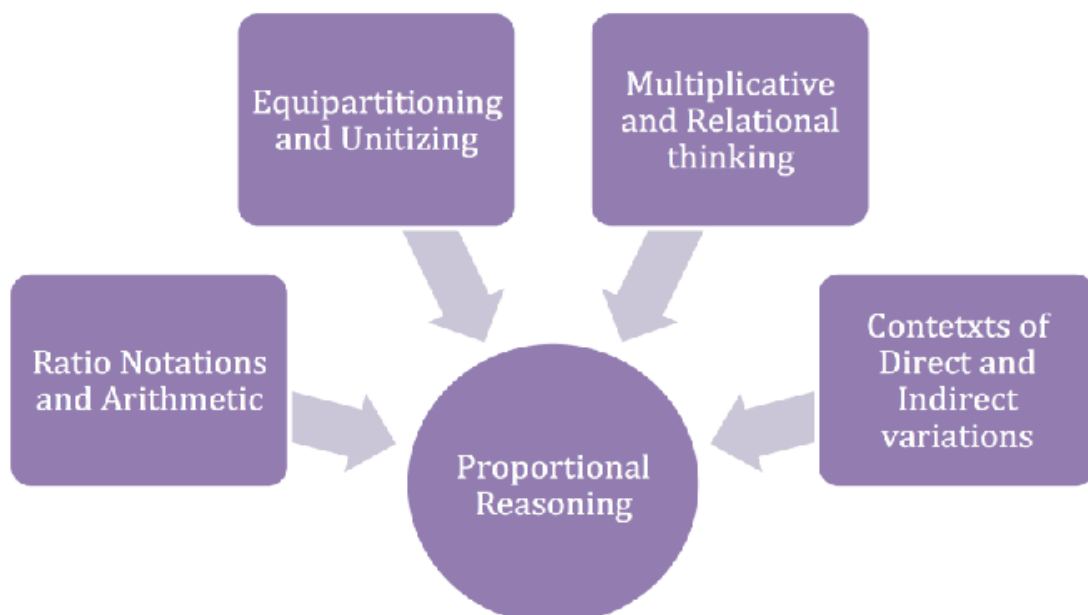 Equipartitioning
and Unitizing
Multiplicative
and Relational
thinking
Ratio Notations
and Arithmetic
Contetxts of
Direct and
Indirect
variations
Proportional
Reasoning